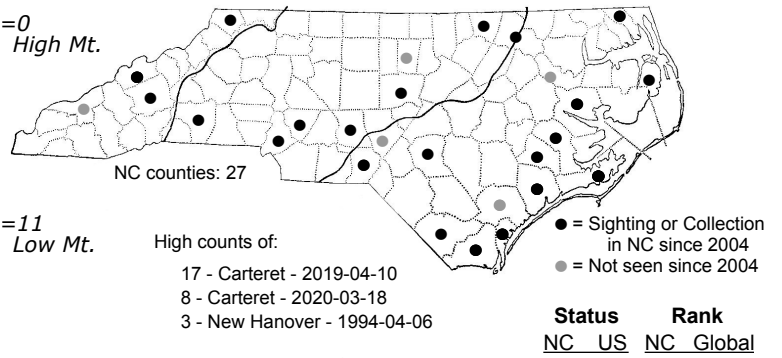 =0
High Mt.
NC counties: 27
=11
Low Mt.
High counts of:
17 - Carteret - 2019-04-10
8 - Carteret - 2020-03-18
3 - New Hanover - 1994-04-06
= Sighting or Collection
in NC since 2004
= Not seen since 2004
Status Rank
NC US NC Global